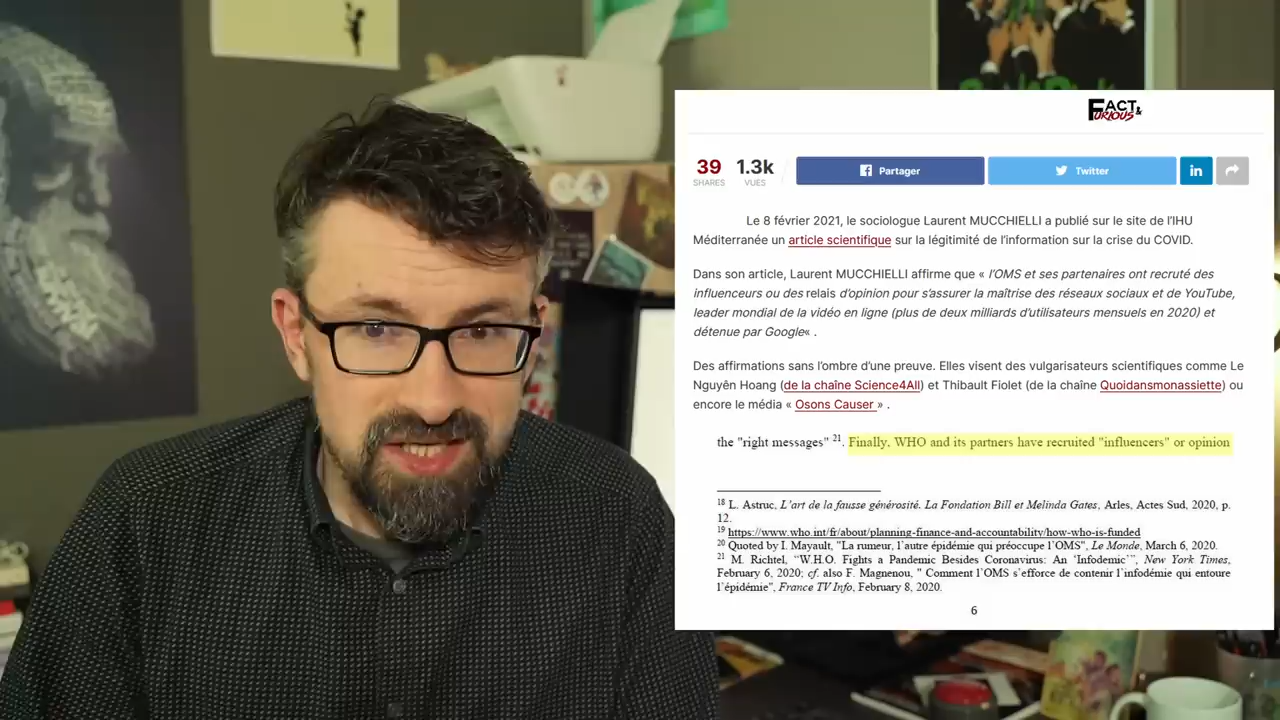 FACT & FURIOUS
39 1.3k
SHARES VUES
Partager
Twitter
in
Le 8 février 2021, le sociologue Laurent MUCCHIELLI a publié sur le site de l’IHU
Méditerranée un article scientifique sur la légitimité de l’information sur la crise du COVID.
Dans son article, Laurent MUCCHIELLI affirme que « l’OMS et ses partenaires ont recruté des
influenceurs ou des relais d’opinion pour s’assurer la maîtrise des réseaux sociaux et de YouTube,
leader mondial de la vidéo en ligne (plus de deux milliards d’utilisateurs mensuels en 2020) et
détenue par Google« .
Des affirmations sans l’ombre d’une preuve. Elles visent des vulgarisateurs scientifiques comme Le
Nguyên Hoang (de la chaîne Science4All) et Thibault Fiolet (de la chaîne Quoidansmonassiette) ou
encore le média « Osons Causer » .
the "right messages" 21. Finally, WHO and its partners have recruited "influencers" or opinion
18 L. Astruc, L’art de la fausse générosité. La Fondation Bill et Melinda Gates, Arles, Actes Sud, 2020, p.
12.
19 https://www.who.int/fr/about/planning-finance-and-accountability/how-who-is-funded
20 Quoted by I. Mayault, "La rumeur, l’autre épidémie qui préoccupe l’OMS", Le Monde, March 6, 2020.
21 M. Richtel, “W.H.O. Fights a Pandemic Besides Coronavirus: An ‘Infodemic’”, New York Times,
February 6, 2020; cf. also F. Magnenou, " Comment l’OMS s’efforce de contenir l’infodémie qui entoure
l’épidémie", France TV Info, February 8, 2020.
6